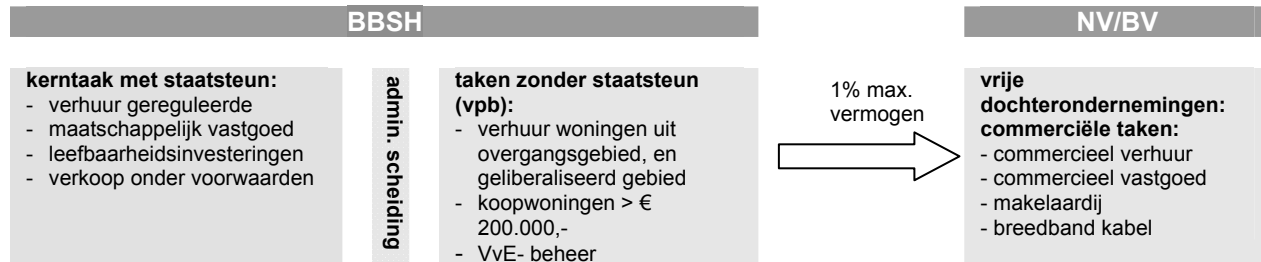 BBSH
NV/BV
kerntaak met staatsteun:
- verhuur gereguleerde
- maatschappelijk vastgoed
- leefbaarheidsinvesteringen
- verkoop onder voorwaarden
admin. scheiding
taken zonder staatsteun
(vpb):
- verhuur woningen uit
overgangsgebied, en
geliberaliseerd gebied
- koopwoningen > €
200.000,-
- VvE- beheer
1% max.
vermogen
vrije
dochterondernemingen:
commerciële taken:
- commercieel verhuur
- commercieel vastgoed
- makelaardij
- breedband kabel